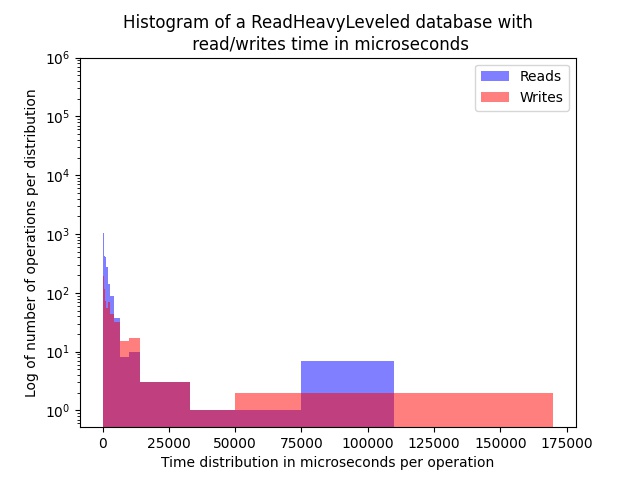 Histogram of a ReadHeavyLeveled database with
read/writes time in microseconds
Log of number of operations per distribution
10⁶
10⁵
10⁴
10³
10²
10¹
10⁰
Reads
Writes
0 25000 50000 75000 100000 125000 150000 175000
Time distribution in microseconds per operation